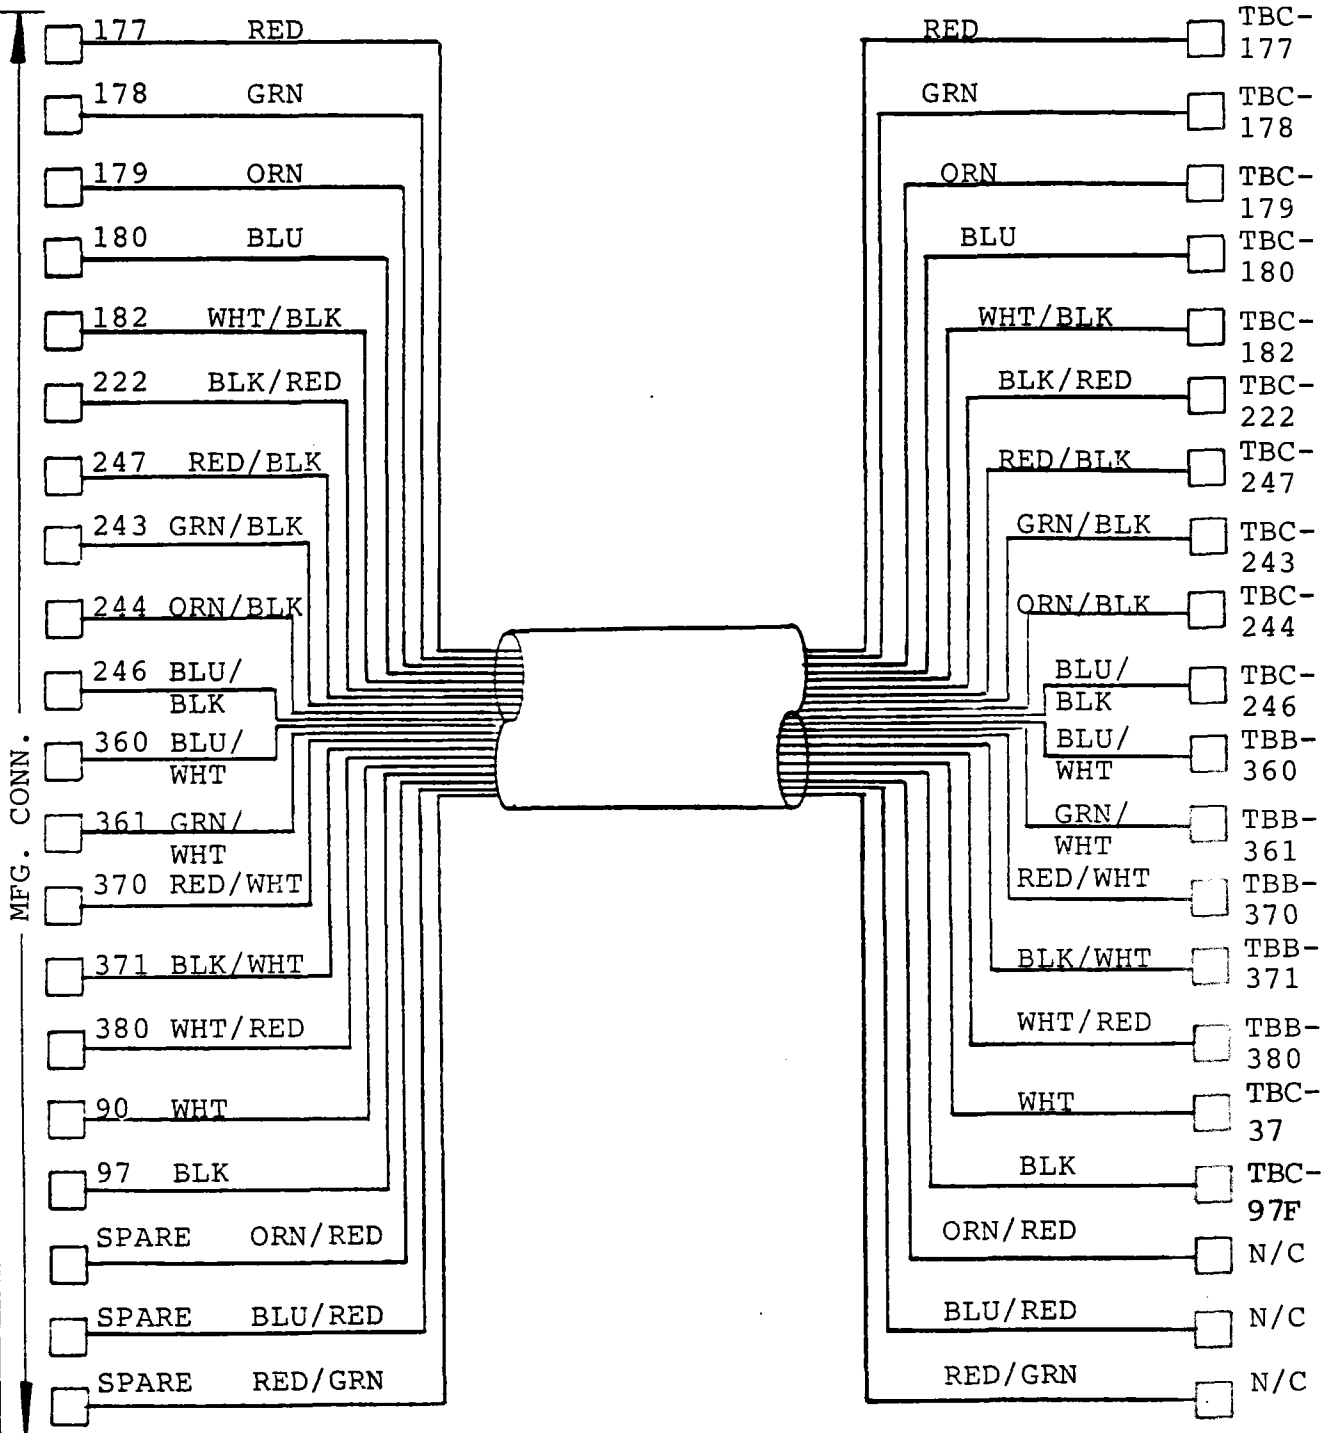 177 RED
178 GRN
179 ORN
180 BLU
182 WHT/BLK
222 BLK/RED
247 RED/BLK
243 GRN/BLK
244 ORN/BLK
246 BLU/
BLK
360 BLU/
WHT
361 GRN/
WHT
370 RED/WHT
371 BLK/WHT
380 WHT/RED
90 WHT
97 BLK
SPARE ORN/RED
SPARE BLU/RED
SPARE RED/GRN
MFG. CONN.
RED TBC-
177
GRN TBC-
178
ORN TBC-
179
BLU TBC-
180
WHT/BLK TBC-
182
BLK/RED TBC-
222
RED/BLK TBC-
247
GRN/BLK TBC-
243
ORN/BLK TBC-
244
BLU/ TBC-
BLK 246
BLU/ TBB-
WHT 360
GRN/ TBB-
WHT 361
RED/WHT TBB-
370
BLK/WHT TBB-
371
WHT/RED TBB-
380
WHT TBC-
37
BLK TBC-
97F
ORN/RED N/C
BLU/RED N/C
RED/GRN N/C